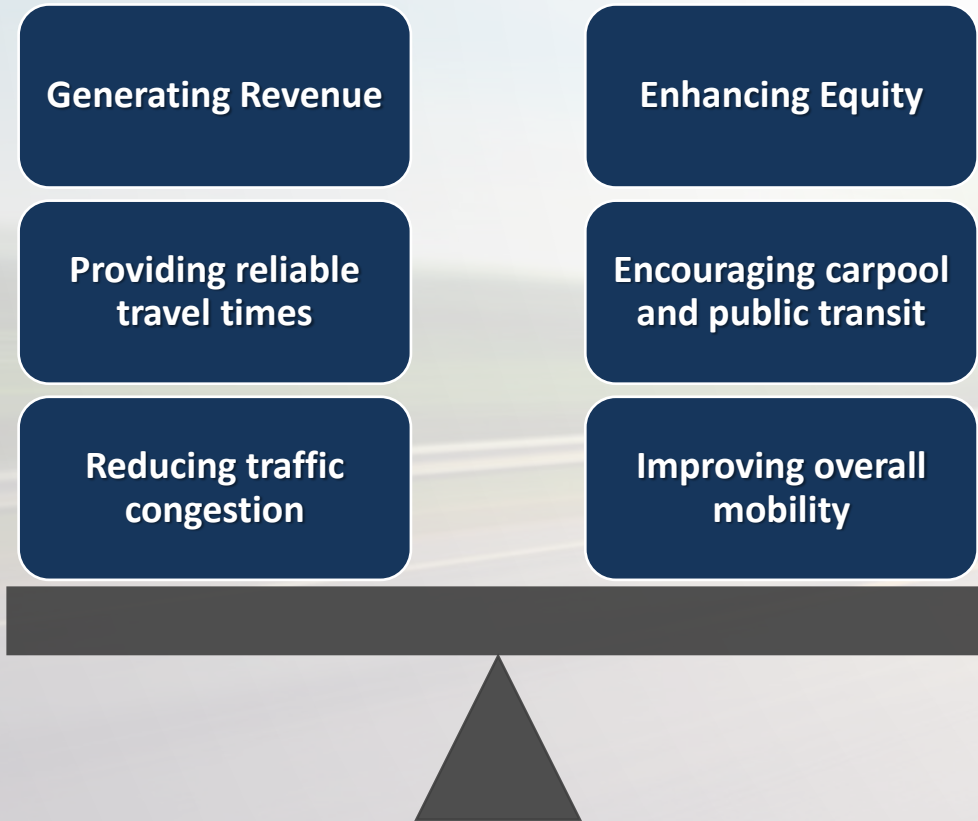 Generating Revenue
Enhancing Equity
Providing reliable
travel times
Encouraging carpool
and public transit
Reducing traffic
congestion
Improving overall
mobility